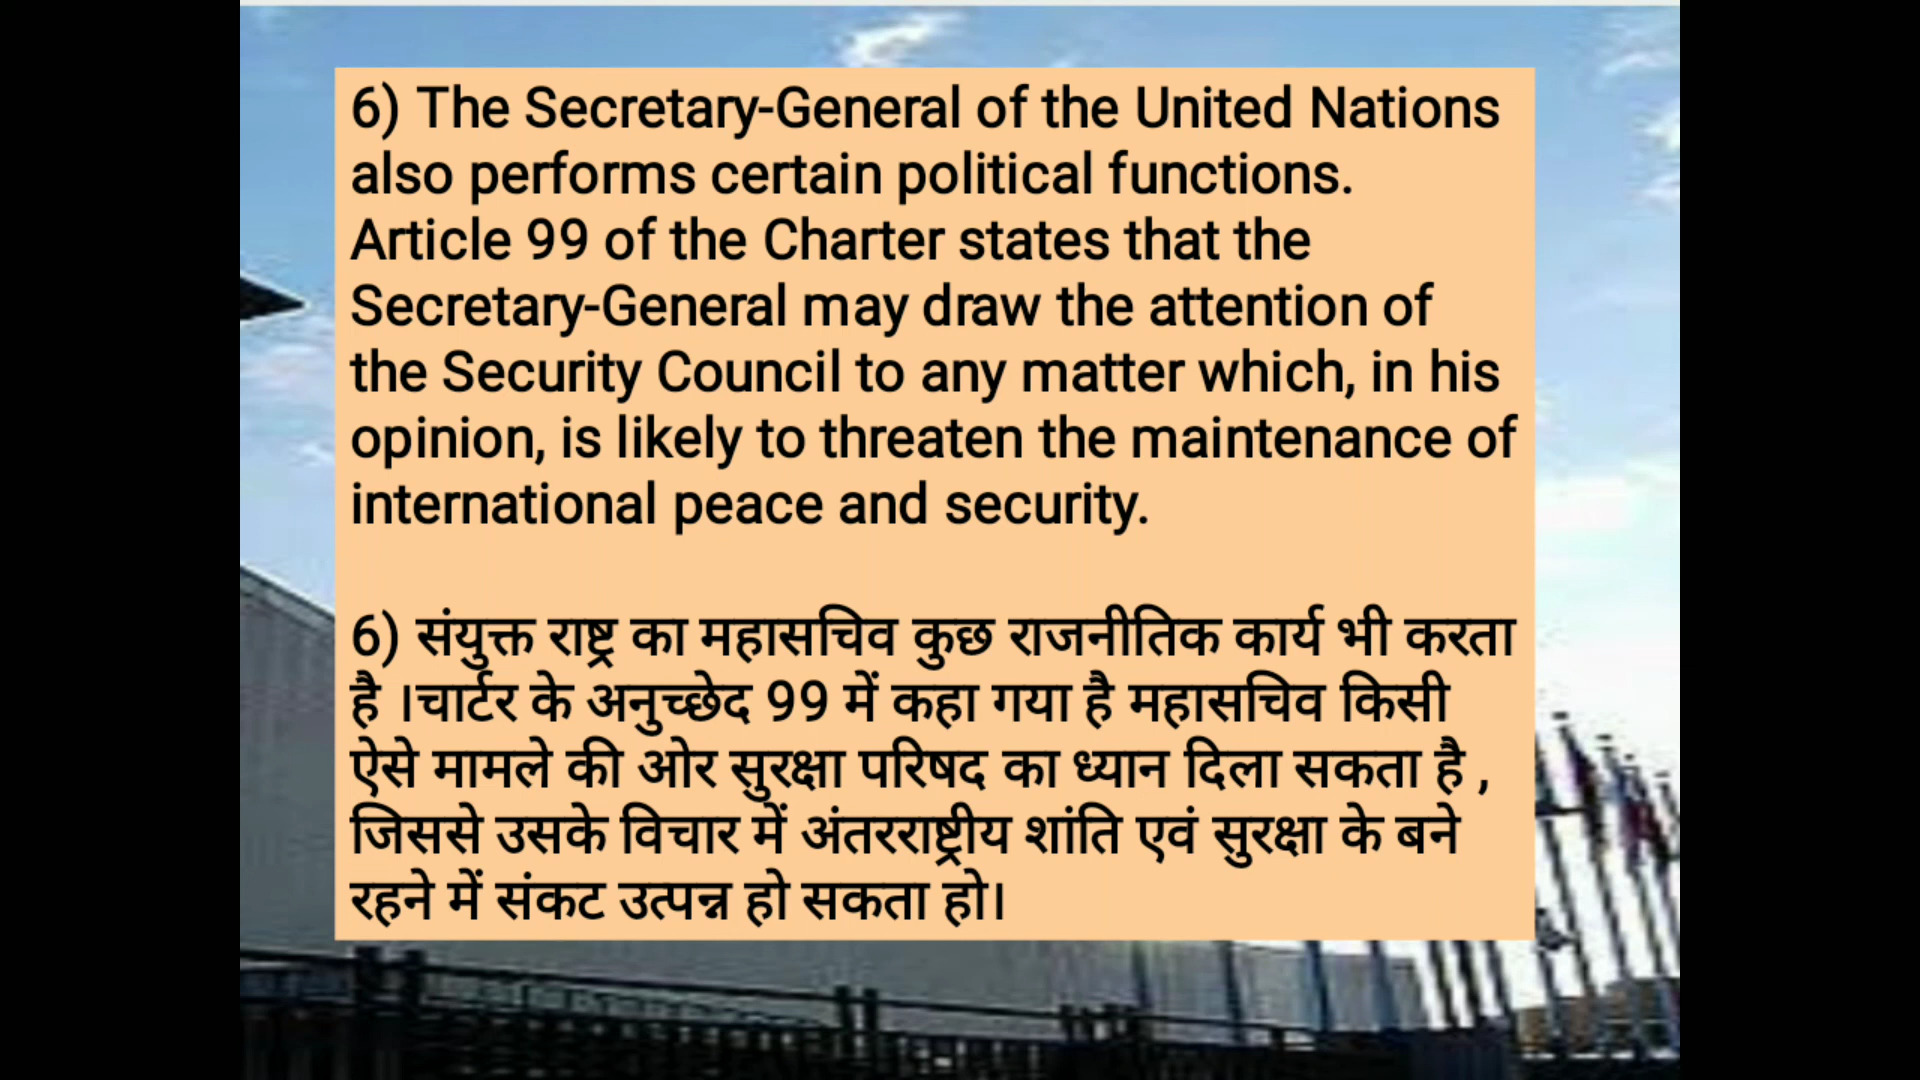 6) The Secretary-General of the United Nations
also performs certain political functions.
Article 99 of the Charter states that the
Secretary-General may draw the attention of
the Security Council to any matter which, in his
opinion, is likely to threaten the maintenance of
international peace and security.
6) संयुक्त राष्ट्र का महासचिव कुछ राजनीतिक कार्य भी करता
है ।चार्टर के अनुच्छेद 99 में कहा गया है महासचिव किसी
ऐसे मामले की ओर सुरक्षा परिषद का ध्यान दिला सकता है ,
जिससे उसके विचार में अंतरराष्ट्रीय शांति एवं सुरक्षा के बने
रहने में संकट उत्पन्न हो सकता हो।